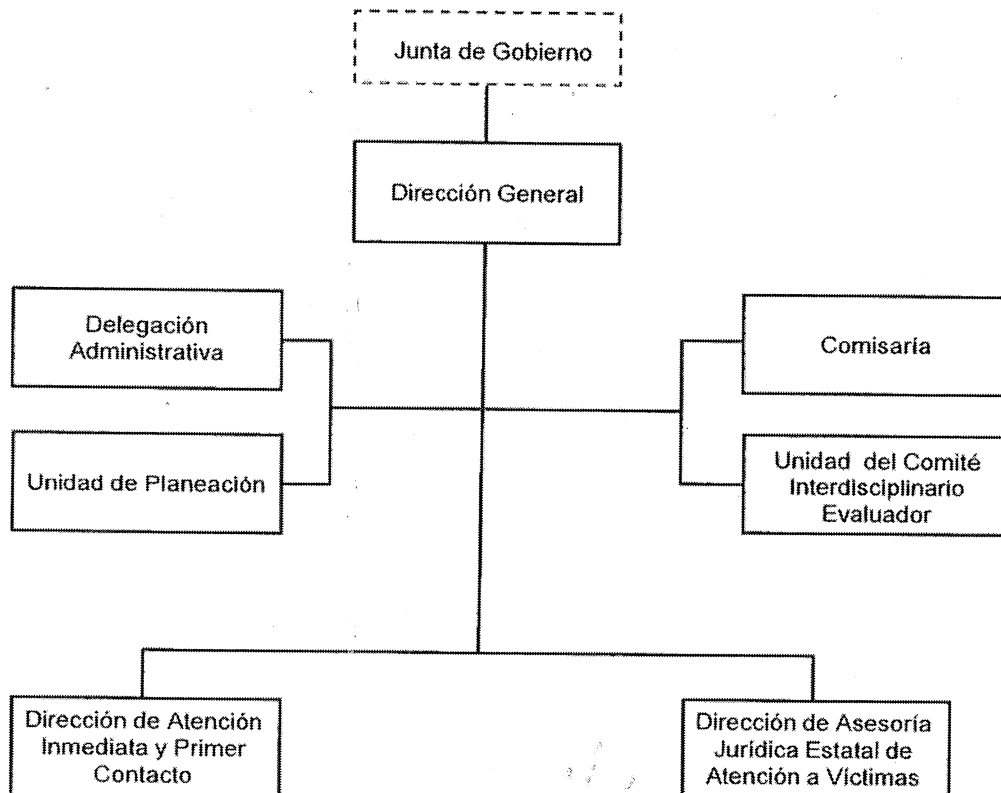 Junta de Gobierno
Dirección General
Delegación
Administrativa
Comisaría
Unidad de Planeación
Unidad del Comité
Interdisciplinario
Evaluador
Dirección de Atención
Inmediata y Primer
Contacto
Dirección de Asesoría
Jurídica Estatal de
Atención a Víctimas